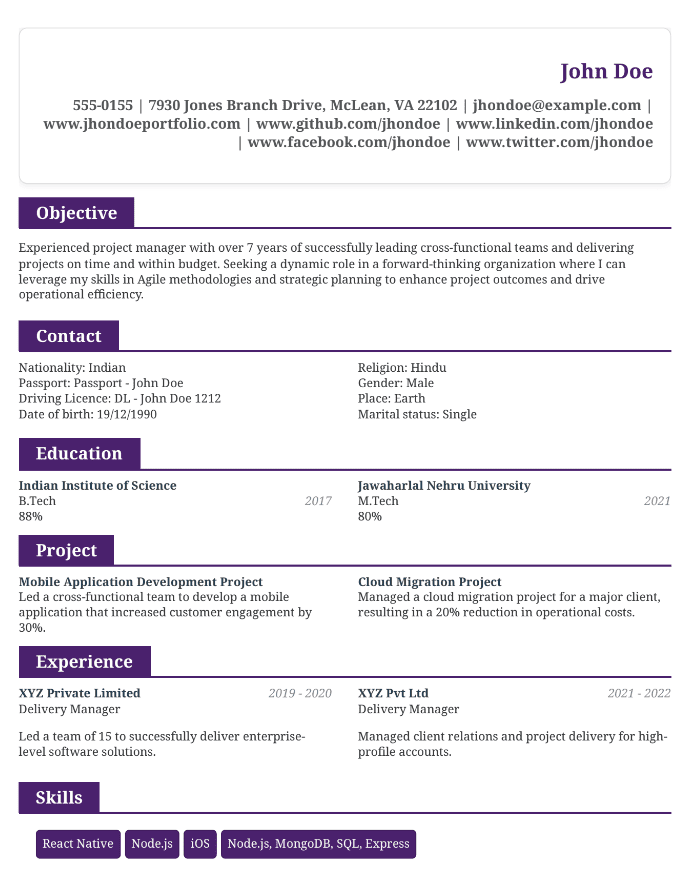 John Doe
555-0155 | 7930 Jones Branch Drive, McLean, VA 22102 | jhondoe@example.com |
www.jhondoeportfolio.com | www.github.com/jhondoe | www.linkedin.com/jhondoe
| www.facebook.com/jhondoe | www.twitter.com/jhondoe
Objective
Experienced project manager with over 7 years of successfully leading cross-functional teams and delivering
projects on time and within budget. Seeking a dynamic role in a forward-thinking organization where I can
leverage my skills in Agile methodologies and strategic planning to enhance project outcomes and drive
operational efficiency.
Contact
Nationality: Indian
Passport: Passport - John Doe
Driving Licence: DL - John Doe 1212
Date of birth: 19/12/1990
Religion: Hindu
Gender: Male
Place: Earth
Marital status: Single
Education
Indian Institute of Science
B.Tech 2017
88%
Jawaharlal Nehru University
M.Tech 2021
80%
Project
Mobile Application Development Project
Led a cross-functional team to develop a mobile
application that increased customer engagement by
30%.
Cloud Migration Project
Managed a cloud migration project for a major client,
resulting in a 20% reduction in operational costs.
Experience
XYZ Private Limited 2019 - 2020
Delivery Manager
Led a team of 15 to successfully deliver enterprise-
level software solutions.
XYZ Pvt Ltd 2021 - 2022
Delivery Manager
Managed client relations and project delivery for high-
profile accounts.
Skills
React Native Node.js iOS Node.js, MongoDB, SQL, Express